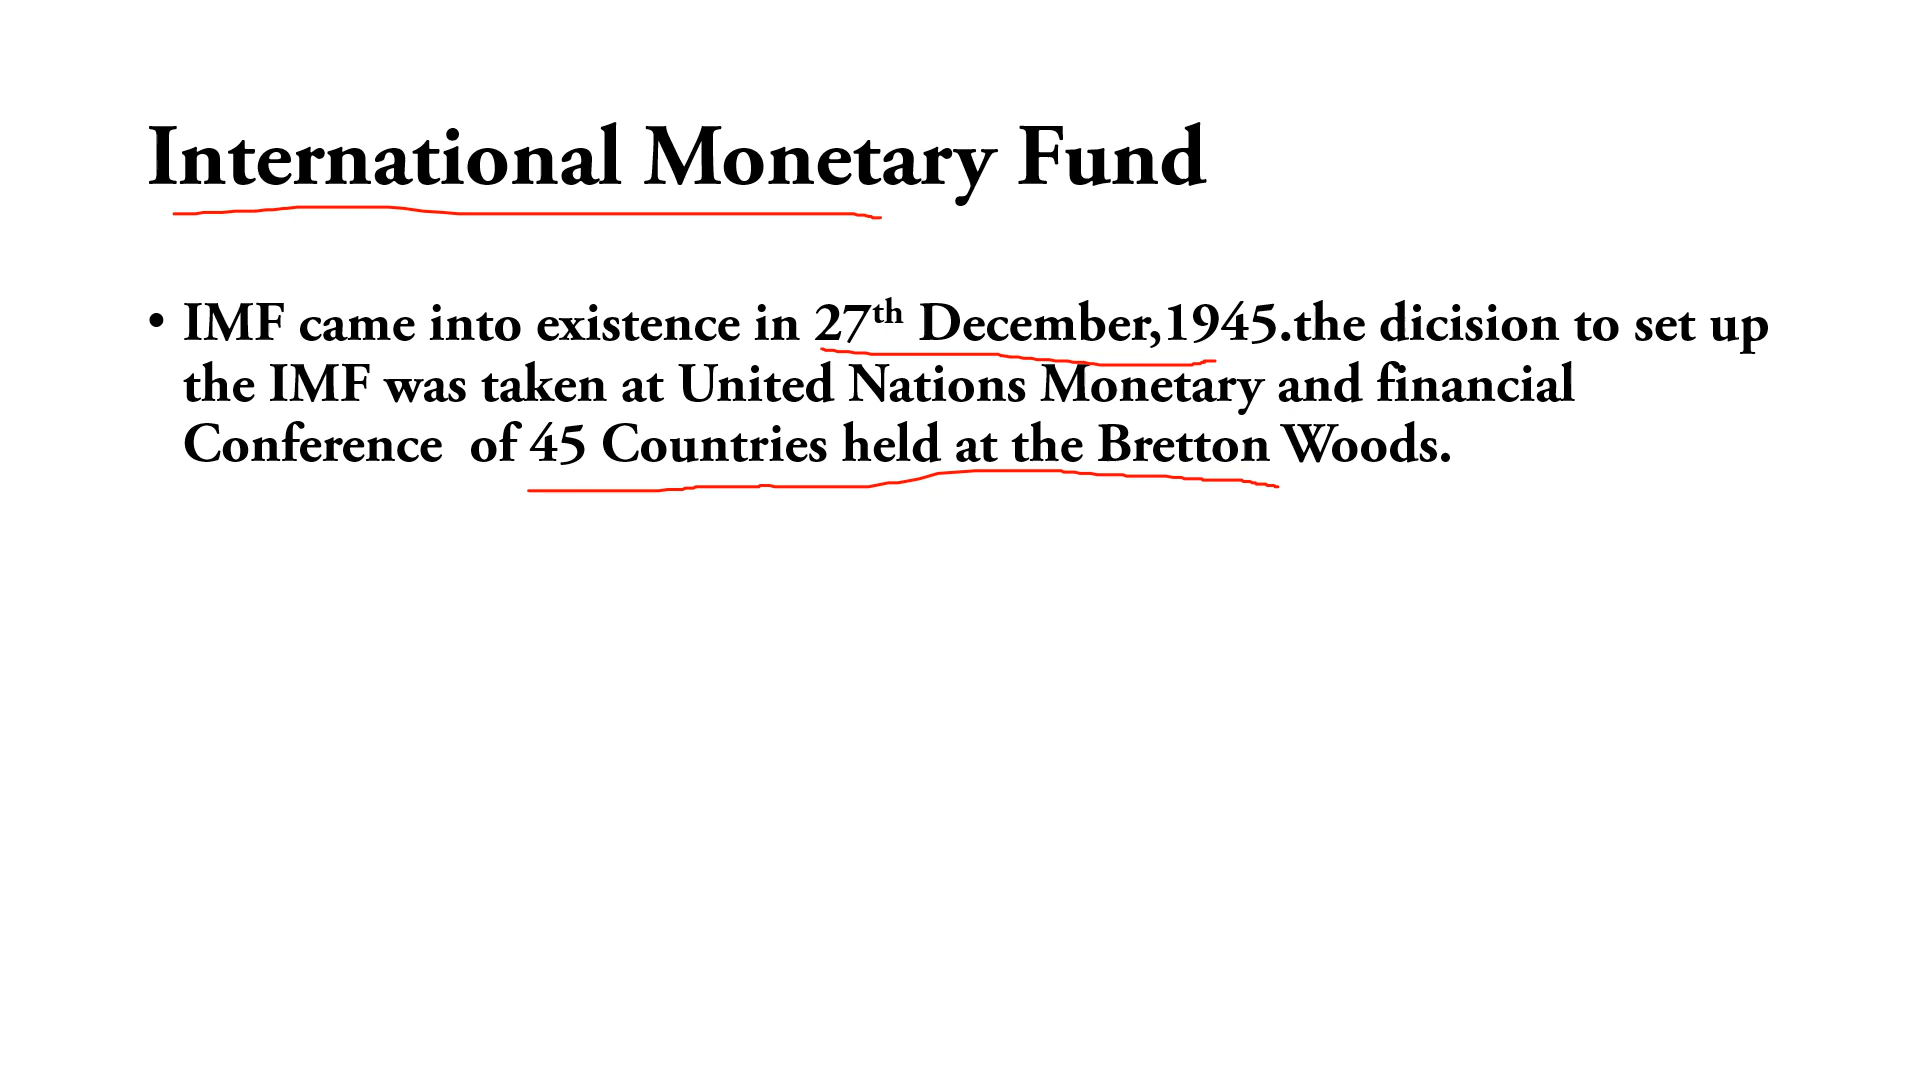 International Monetary Fund
• IMF came into existence in 27th December,1945.the dicision to set up
the IMF was taken at United Nations Monetary and financial
Conference  of 45 Countries held at the Bretton Woods.